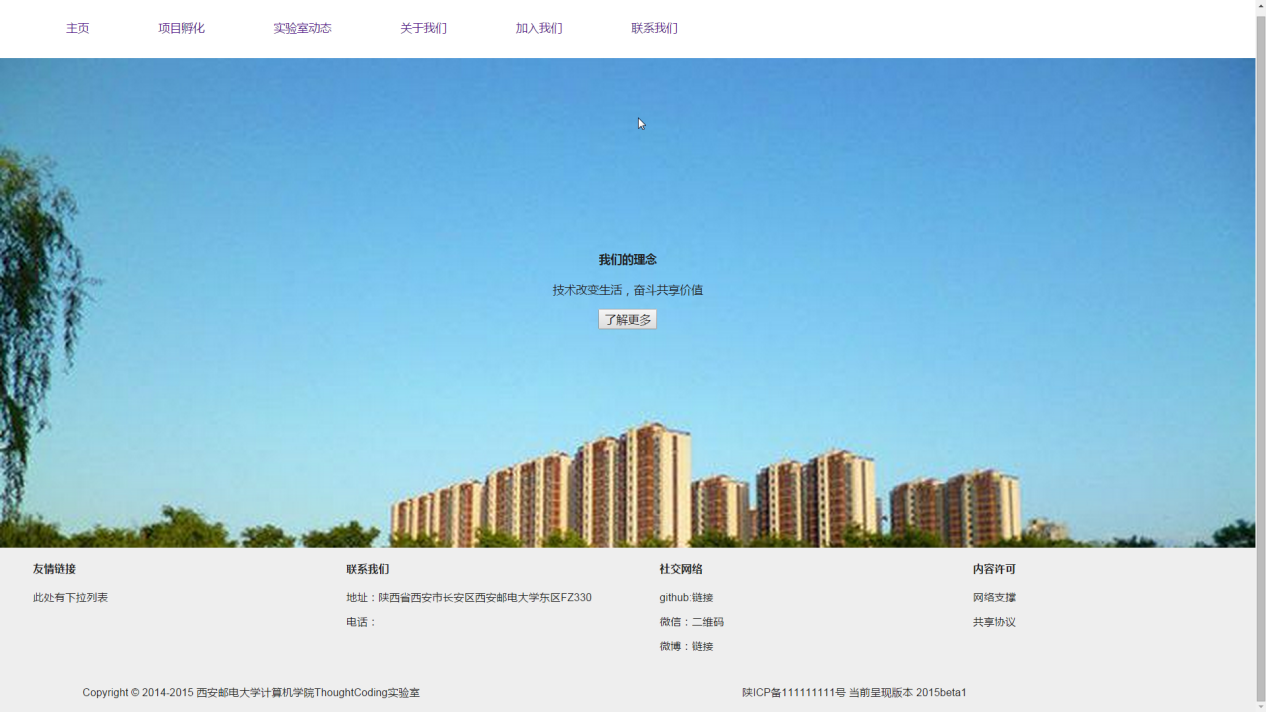 主页 项目孵化 实验室动态 关于我们 加入我们 联系我们
我们的理念
技术改变生活，奋斗共享价值
了解更多
友情链接 联系我们 社交网络 内容许可
此处有下拉列表 地址：陕西省西安市长安区西安邮电大学东区FZ330 github:链接 网络支撑
电话： 微信：二维码 共享协议
微博：链接
Copyright © 2014-2015 西安邮电大学计算机学院ThoughtCoding实验室 陕ICP备111111111号 当前呈现版本 2015beta1